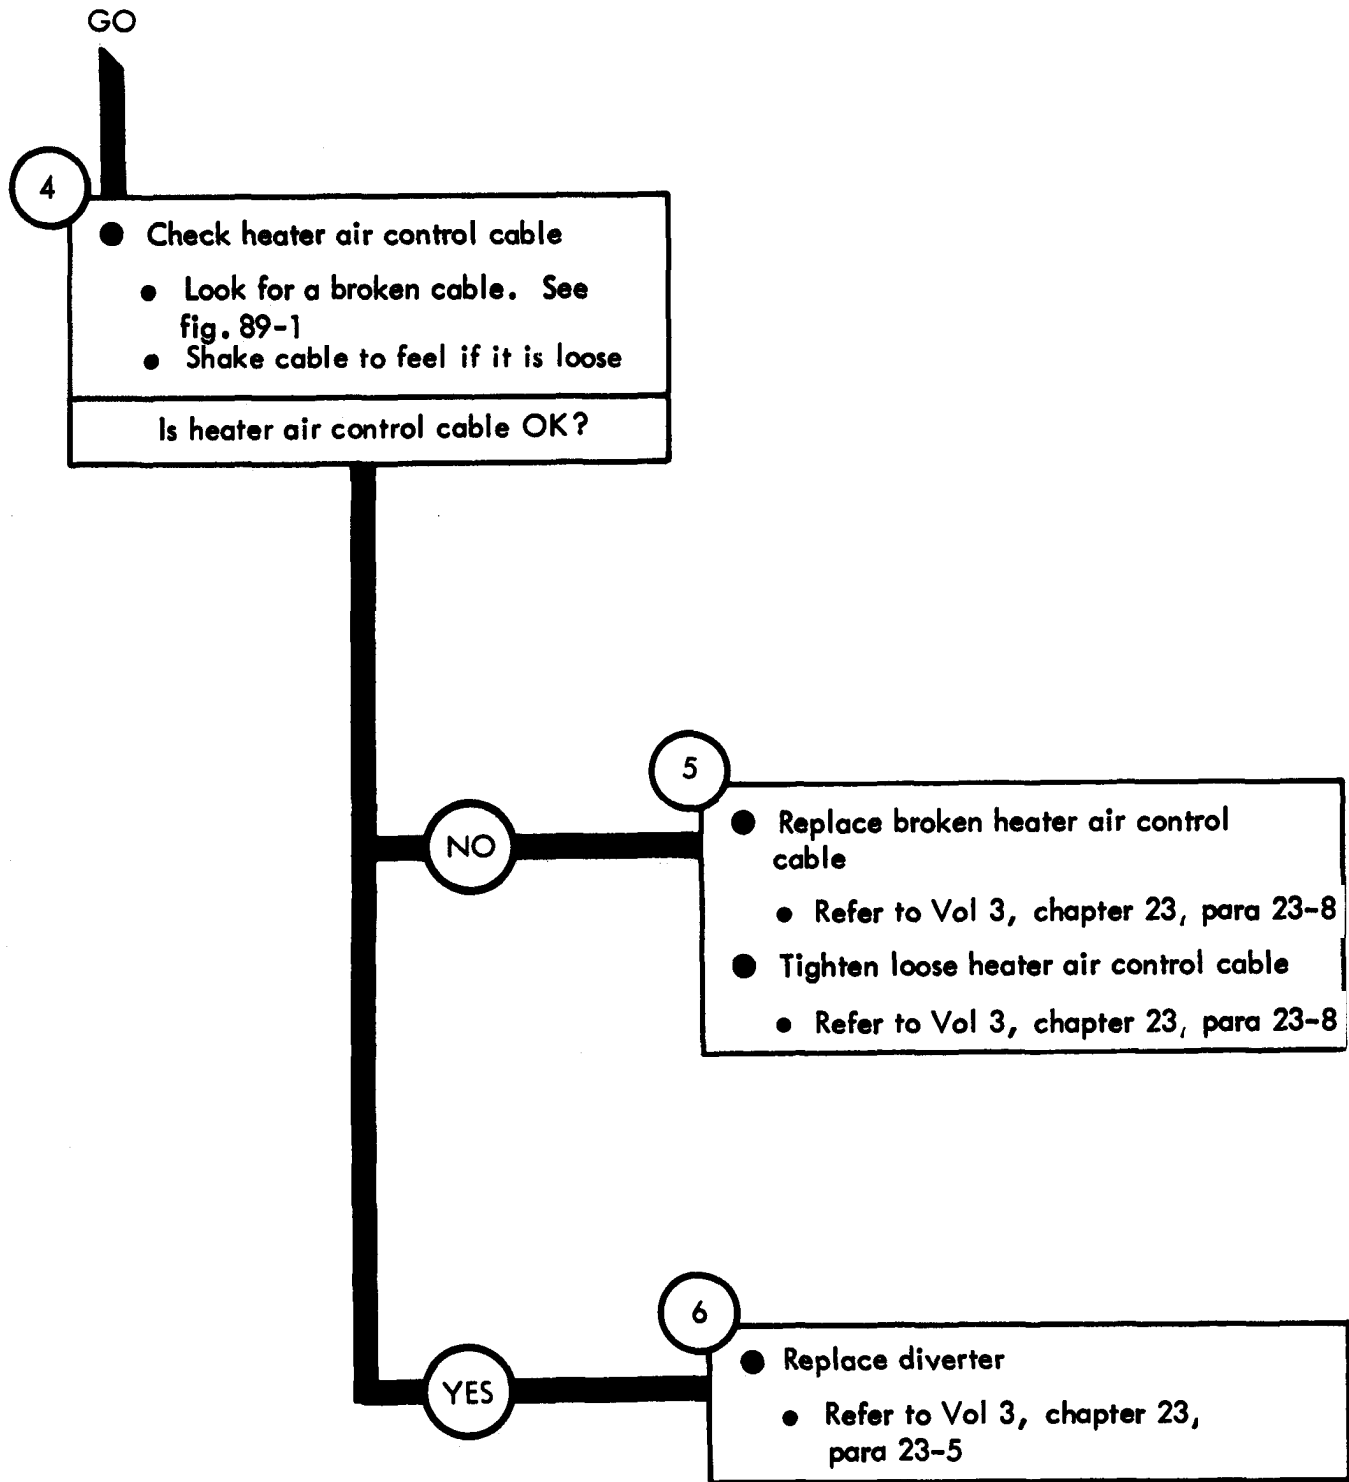 GO
4
● Check heater air control cable
● Look for a broken cable. See
fig. 89-1
● Shake cable to feel if it is loose
Is heater air control cable OK?
NO
5
● Replace broken heater air control
cable
● Refer to Vol 3, chapter 23, para 23-8
● Tighten loose heater air control cable
● Refer to Vol 3, chapter 23, para 23-8
YES
6
● Replace diverter
● Refer to Vol 3, chapter 23,
para 23-5